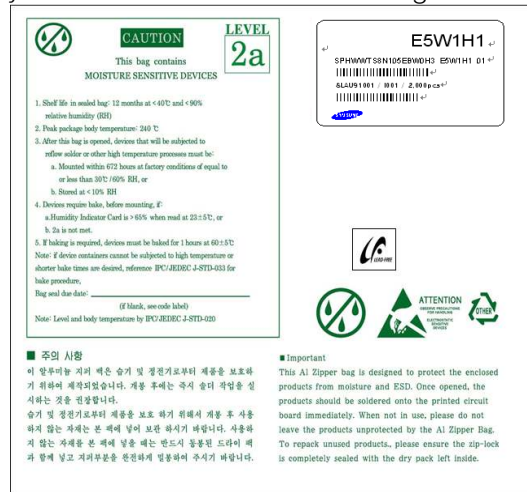 CAUTION
LEVEL
2a
This bag contains
MOISTURE SENSITIVE DEVICES
1. Shelf life in sealed bag: 12 months at <40℃ and <90%
relative humidity (RH)
2. Peak package body temperature: 240 ℃
3. After this bag is opened, devices that will be subjected to
reflow solder or other high temperature processes must be:
a. Mounted within 672 hours at factory conditions of equal to
or less than 30℃ /60% RH, or
b. Stored at <10% RH
4. Devices require bake, before mounting, if:
a.Humidity Indicator Card is >65% when read at 23±5℃, or
b. 2a is not met.
5. If baking is required, devices must be baked for 1 hours at 60±5℃
Note: if device containers cannot be subjected to high temperature or
shorter bake times are desired, reference IPC/JEDEC J-STD-033 for
bake procedure,
Bag seal due date:
(if blank, see code label)
Note: Level and body temperature by IPC/JEDEC J-STD-020
E5W1H1
SPHWWTS8N105EBW0H3 E5W1H1 01
8L4U91001 / 1001 / 2,000pcs
SAMSUNG
LEAD-FREE
ATTENTION
OBSERVE PRECAUTIONS
FOR HANDLING
ELECTROSTATIC
SENSITIVE
DEVICES
OTHER
■ 주의 사항
이 알루미늄 지퍼 백은 습기 및 정전기로부터 제품을 보호하
기 위하여 제작되었습니다. 개봉 후에는 즉시 솔더 작업을 실
시하는 것을 권장합니다.
습기 및 정전기로부터 제품을 보호 하기 위해서 개봉 후 사용
하지 않는 자재는 본 팩에 넣어 보관 하시기 바랍니다. 사용하
지 않는 자재를 본 팩에 넣을 때는 반드시 동봉된 드라이 팩
과 함께 넣고 지퍼부분을 완전하게 밀봉하여 주시기 바랍니다.
■ Important
This Al Zipper bag is designed to protect the enclosed
products from moisture and ESD. Once opened, the
products should be soldered onto the printed circuit
board immediately. When not in use, please do not
leave the products unprotected by the Al Zipper Bag.
To repack unused products., please ensure the zip-lock
is completely sealed with the dry pack left inside.